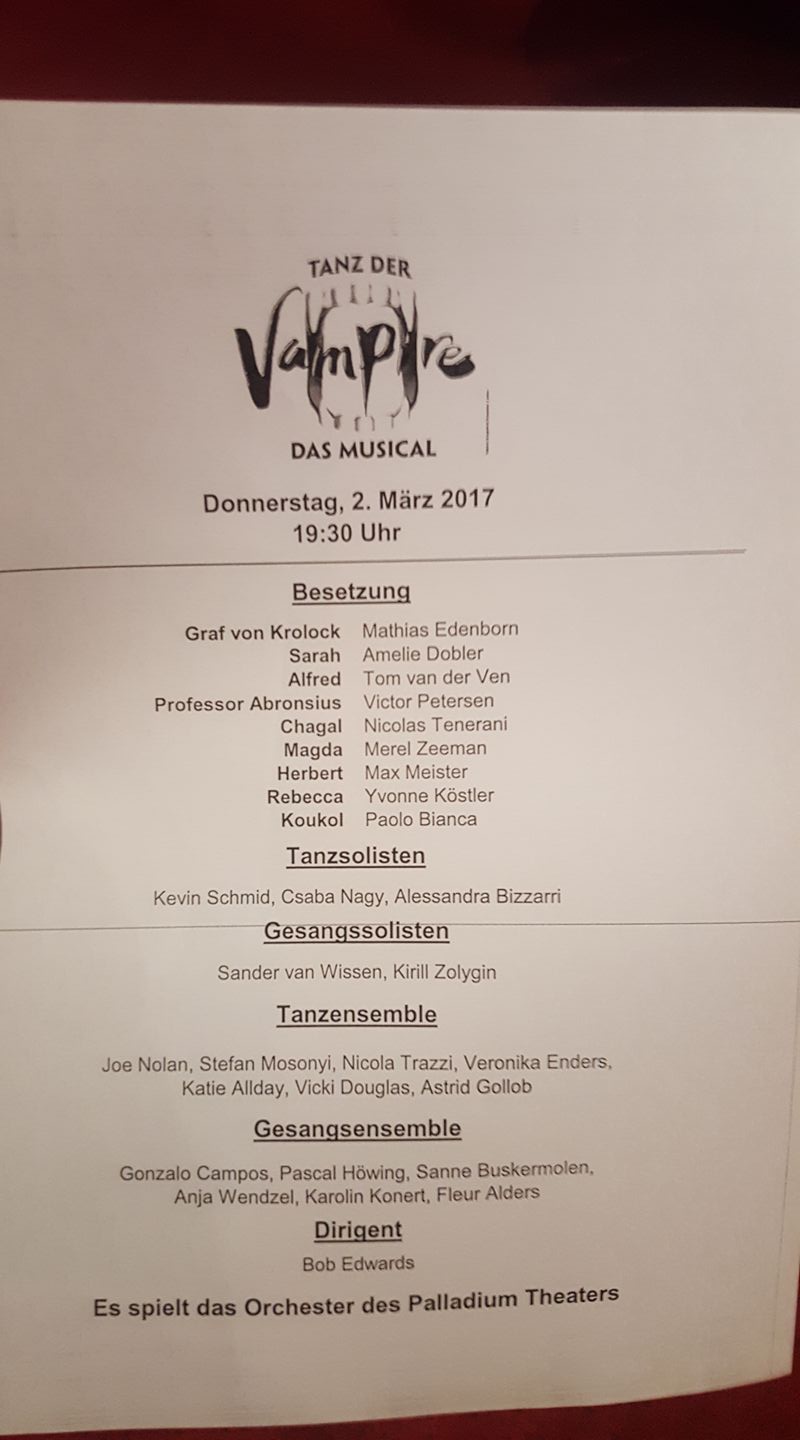 TANZ DER
Vampire
DAS MUSICAL
Donnerstag, 2. März 2017
19:30 Uhr
Besetzung
Graf von Krolock Mathias Edenborn
Sarah Amelie Dobler
Alfred Tom van der Ven
Professor Abronsius Victor Petersen
Chagal Nicolas Tenerani
Magda Merel Zeeman
Herbert Max Meister
Rebecca Yvonne Köstler
Koukol Paolo Bianca
Tanzsolisten
Kevin Schmid, Csaba Nagy, Alessandra Bizzarri
Gesangssolisten
Sander van Wissen, Kirill Zolygin
Tanzensemble
Joe Nolan, Stefan Mosonyi, Nicola Trazzi, Veronika Enders,
Katie Allday, Vicki Douglas, Astrid Gollob
Gesangsensemble
Gonzalo Campos, Pascal Höwing, Sanne Buskermolen,
Anja Wendzel, Karolin Konert, Fleur Alders
Dirigent
Bob Edwards
Es spielt das Orchester des Palladium Theaters